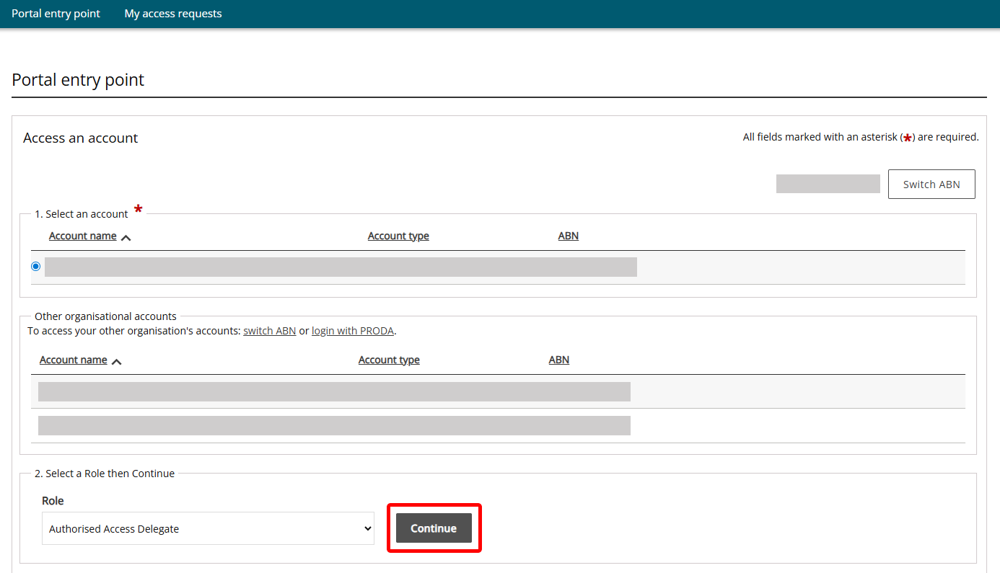 Portal entry point My access requests
Portal entry point
Access an account
All fields marked with an asterisk (*) are required.
Switch ABN
1. Select an account *
Account name Account type ABN
Other organisational accounts
To access your other organisation's accounts: switch ABN or login with PRODA.
Account name Account type ABN
2. Select a Role then Continue
Role
Authorised Access Delegate
Continue